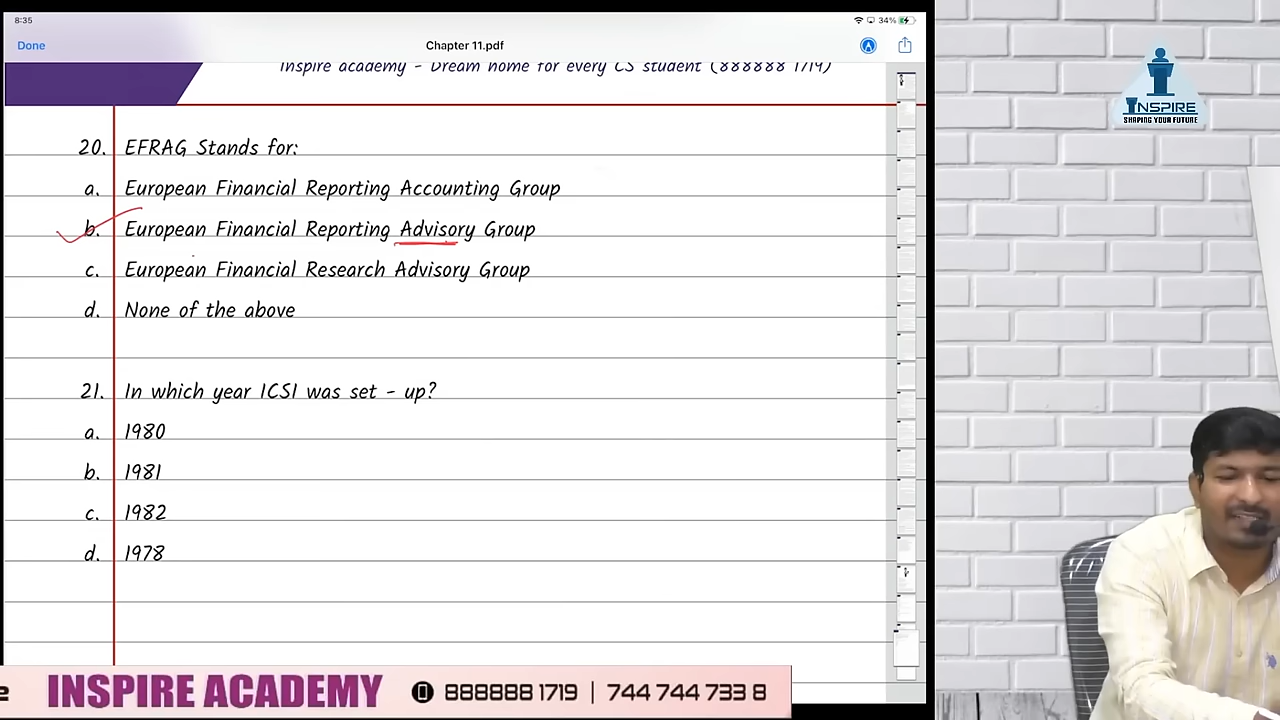 8:35
34%
Done
Chapter 11.pdf
Inspire academy - Dream home for every CS student (888888 1719)
INSPIRE
SHAPING YOUR FUTURE
20. EFRAG Stands for:
a. European Financial Reporting Accounting Group
b. European Financial Reporting Advisory Group
c. European Financial Research Advisory Group
d. None of the above
21. In which year ICSI was set - up?
a. 1980
b. 1981
c. 1982
d. 1978
e INSPIRE ACADEMY 888888 1719 | 744 744 733 8